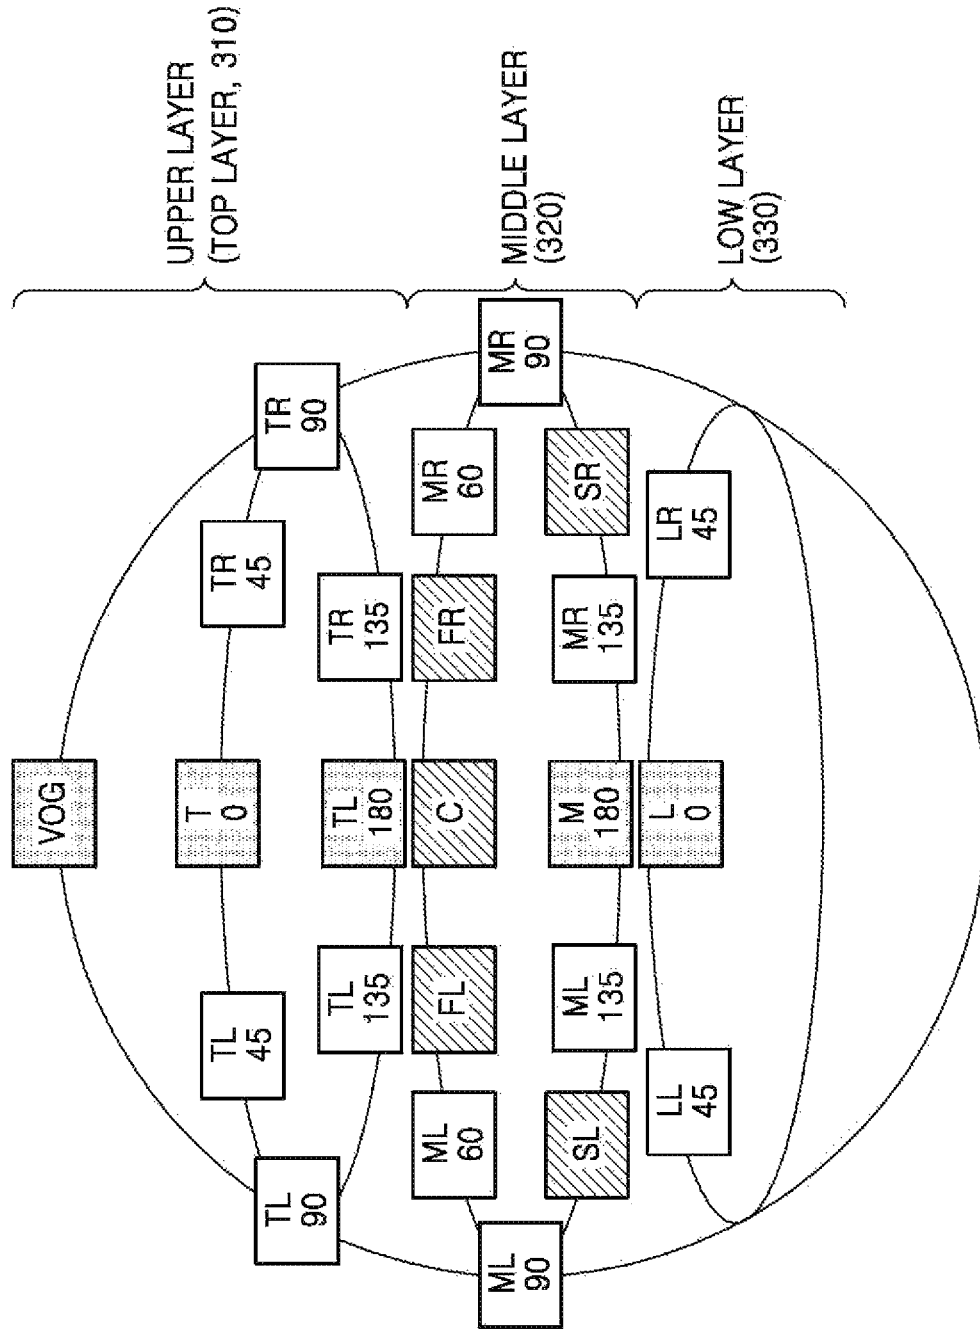 VOG
UPPER LAYER
(TOP LAYER, 310)
TL
45
T
0
TR
45
TL
90
TR
90
TL
135
TL
180
TR
135
ML
60
FL
C
FR
MR
60
MIDDLE LAYER
(320)
ML
90
MR
90
SL
ML
135
M
180
MR
135
SR
LL
45
L
0
LR
45
LOW LAYER
(330)